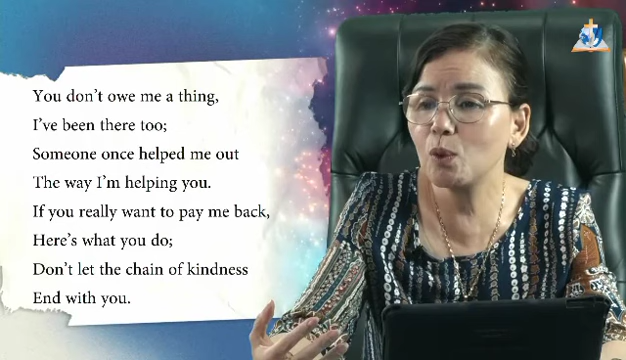 You don't owe me a thing,
I've been there too;
Someone once helped me out
The way I'm helping you.
If you really want to pay me back,
Here's what you do;
Don't let the chain of kindness
End with you.